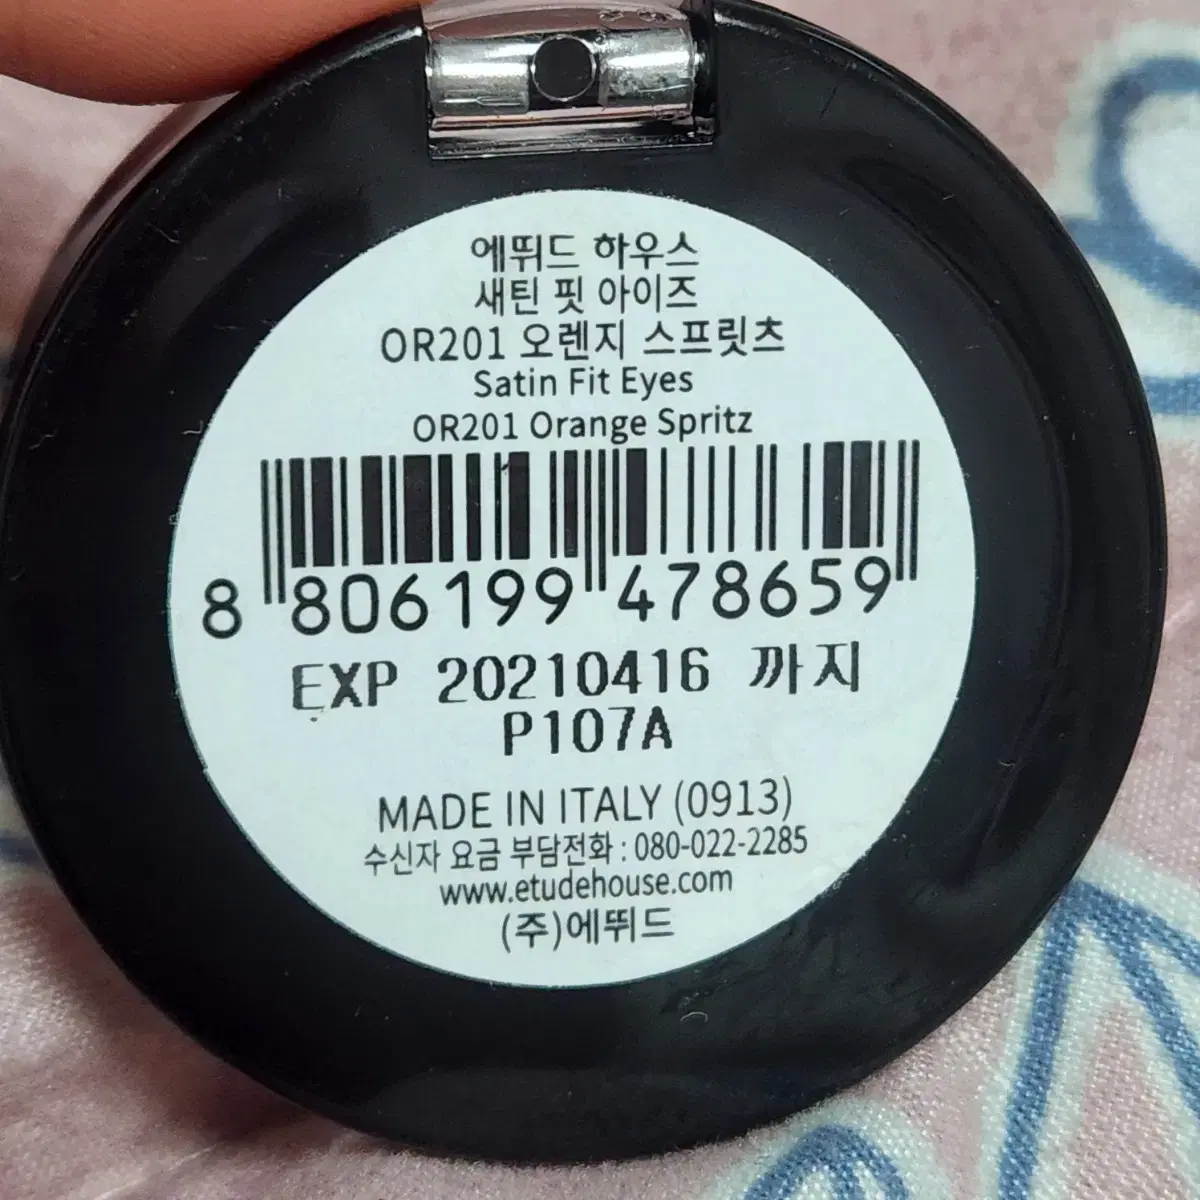 에뛰드 하우스
새틴 핏 아이즈
OR201 오렌지 스프릿츠
Satin Fit Eyes
OR201 Orange Spritz
8 806199 478659
EXP 20210416 까지
P107A
MADE IN ITALY (0913)
수신자 요금 부담전화 : 080-022-2285
www.etudehouse.com
(주)에뛰드